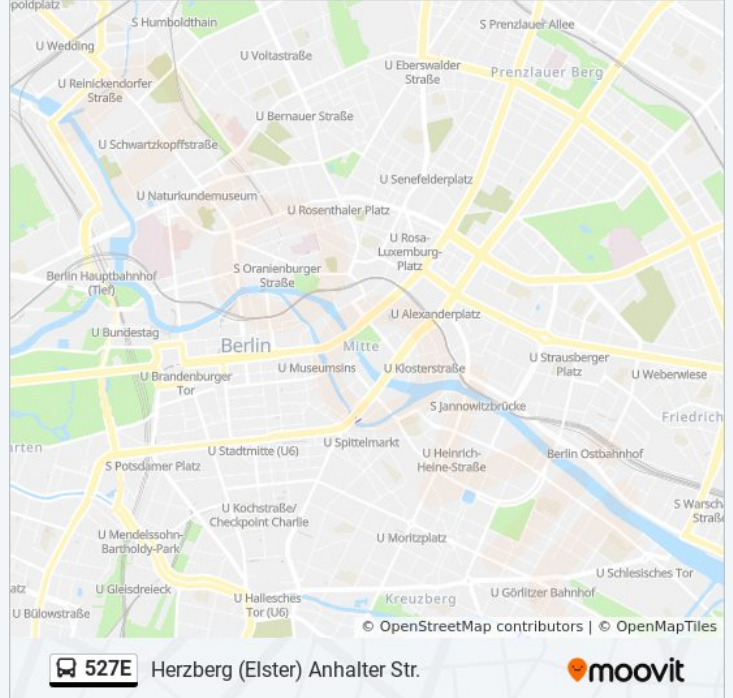 poldplatz
S Humboldthain
S Prenzlauer Allee
U Wedding
U Voltastraße
U Eberswalder
Straße
Prenzlauer Berg
U Reinickendorfer
Straße
U Bernauer Straße
U Schwartzkopffstraße
U Senefelderplatz
U Naturkundemuseum
U Rosenthaler Platz
U Rosa-
Luxemburg-
Platz
Berlin Hauptbahnhof
(Tief)
S Oranienburger
Straße
U Alexanderplatz
U Bundestag
Berlin
Mitte
U Strausberger
Platz
U Museumsins
U Klosterstraße
U Weberwiese
U Brandenburger
Tor
S Jannowitzbrücke
Friedrich
rten
U Stadtmitte (U6)
U Spittelmarkt
U Heinrich-
Heine-Straße
Berlin Ostbahnhof
S Potsdamer Platz
S Warsch
Straße
U Kochstraße/
Checkpoint Charlie
U Mendelssohn-
Bartholdy-Park
U Moritzplatz
U Schlesisches Tor
atz
U Gleisdreieck
U Hallesches
Tor (U6)
Kreuzberg
U Görlitzer Bahnhof
U Bülowstraße
© OpenStreetMap contributors | © OpenMapTiles
527E Herzberg (Elster) Anhalter Str.
moovit